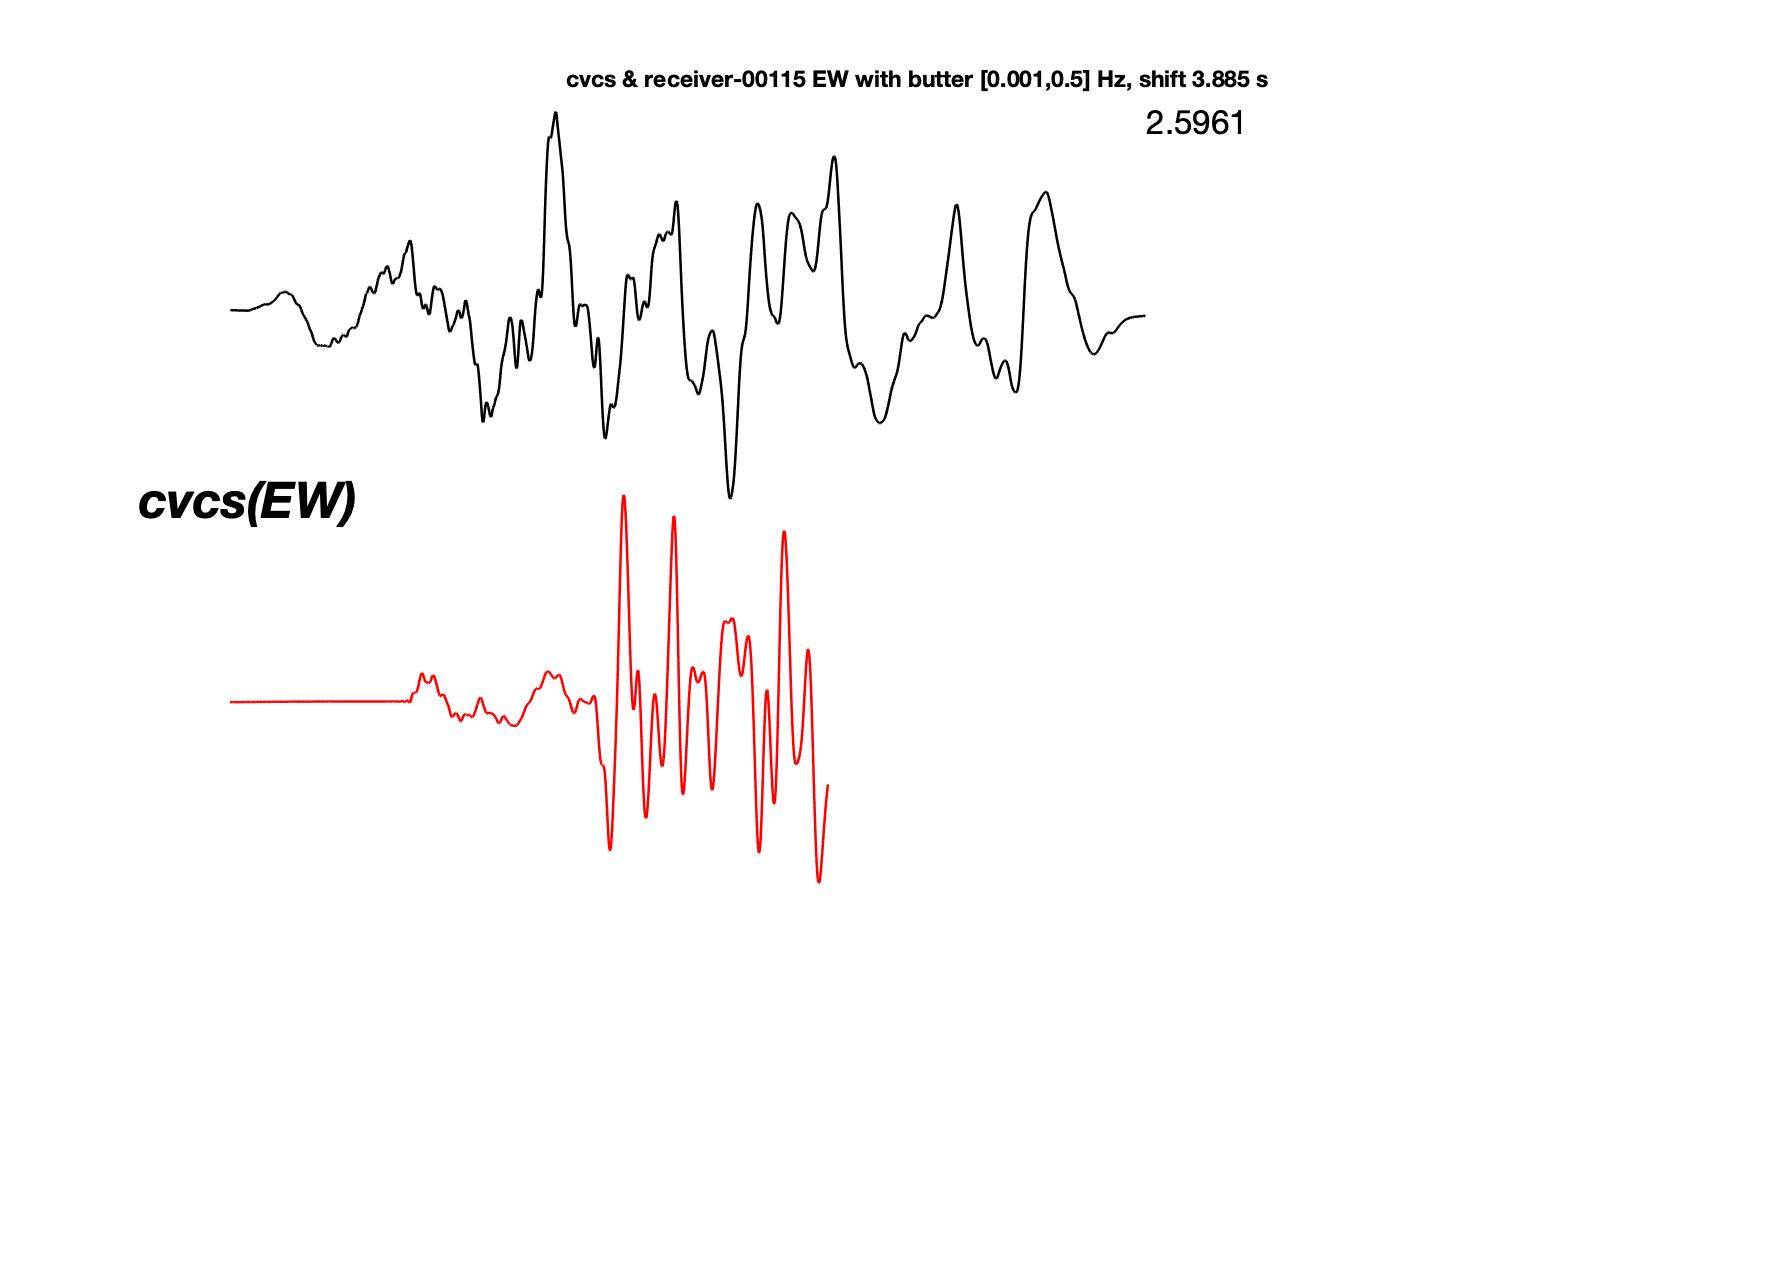 cvcs & receiver-00115 EW with butter [0.001,0.5] Hz, shift 3.885 s
2.5961
cvcs(EW)